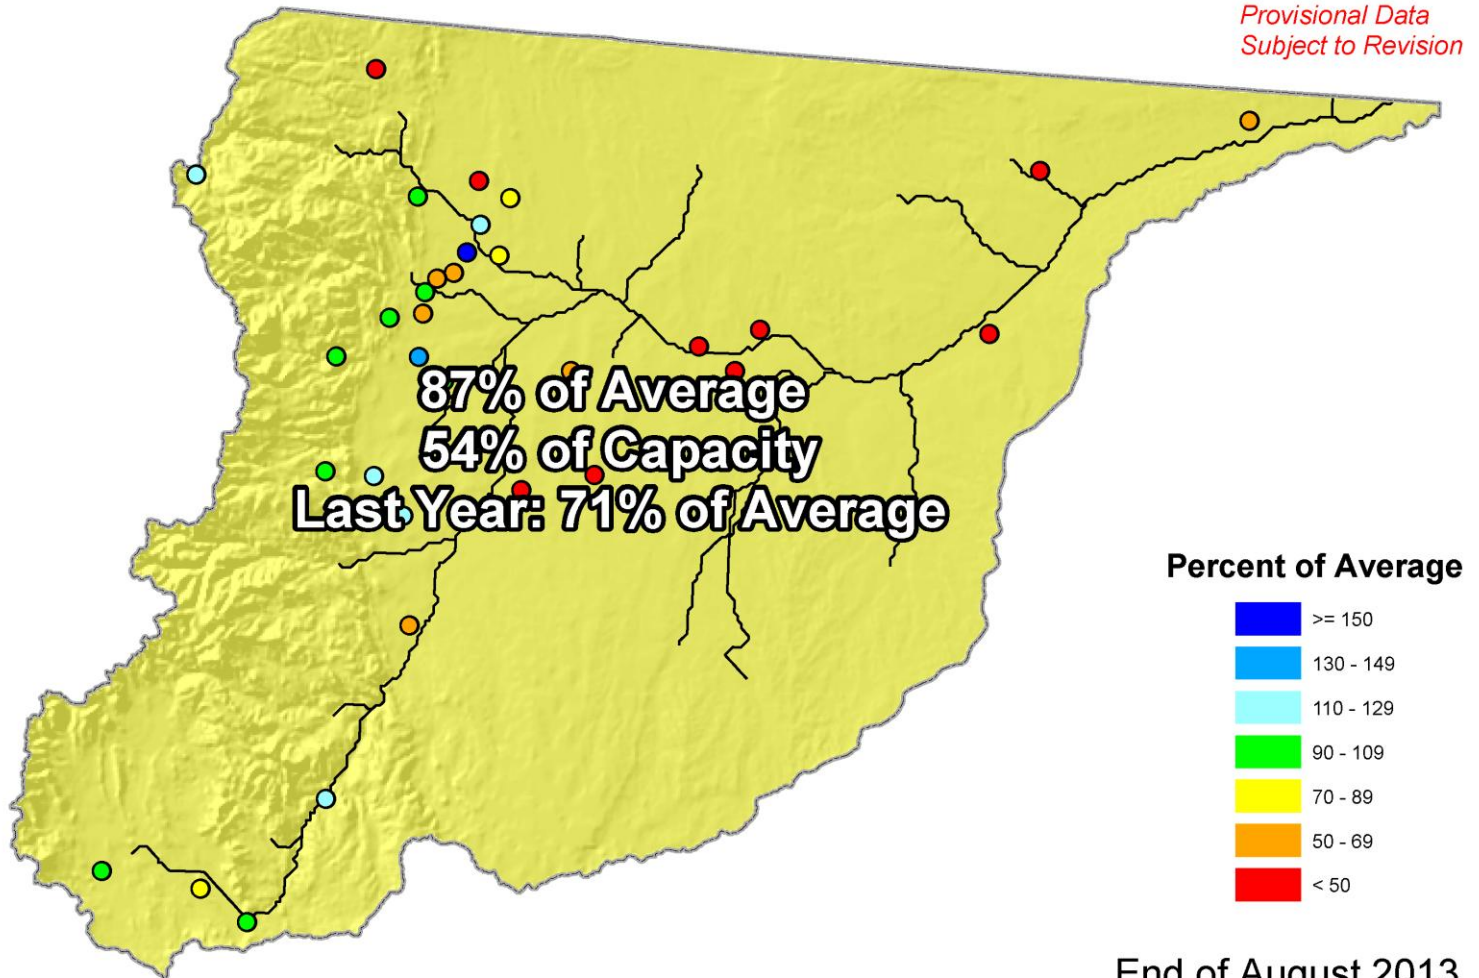 Provisional Data
Subject to Revision
87% of Average
54% of Capacity
Last Year: 71% of Average
Percent of Average
>= 150
130 - 149
110 - 129
90 - 109
70 - 89
50 - 69
< 50
End of August 2013